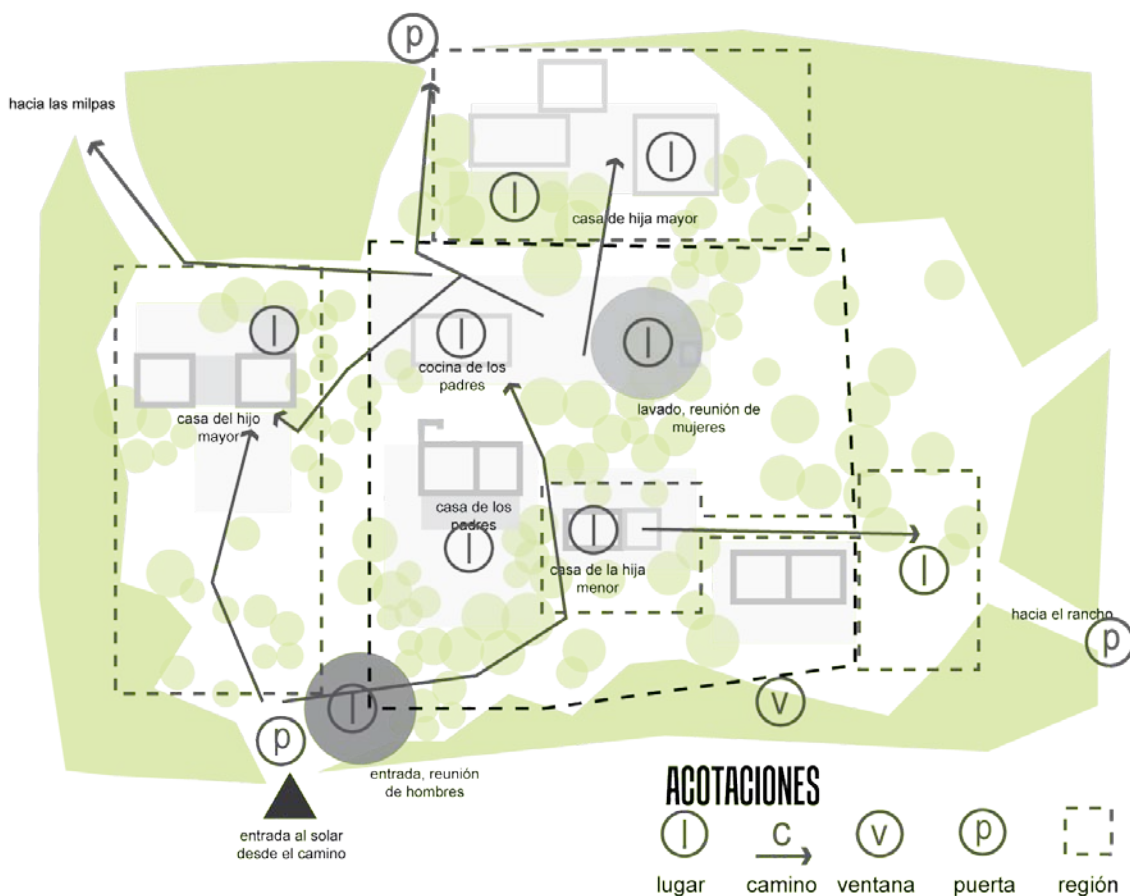 p
hacia las milpas
l
l
casa de hija mayor
l
l
l
cocina de los
padres
casa del hijo
mayor
lavado, reunión de
mujeres
casa de los
padres
l
l
casa de la hija
menor
l
hacia el rancho
p
l
v
p
entrada, reunión
de hombres
entrada al solar
desde el camino
ACOTACIONES
l
c
v
p
lugar
camino
ventana
puerta
región